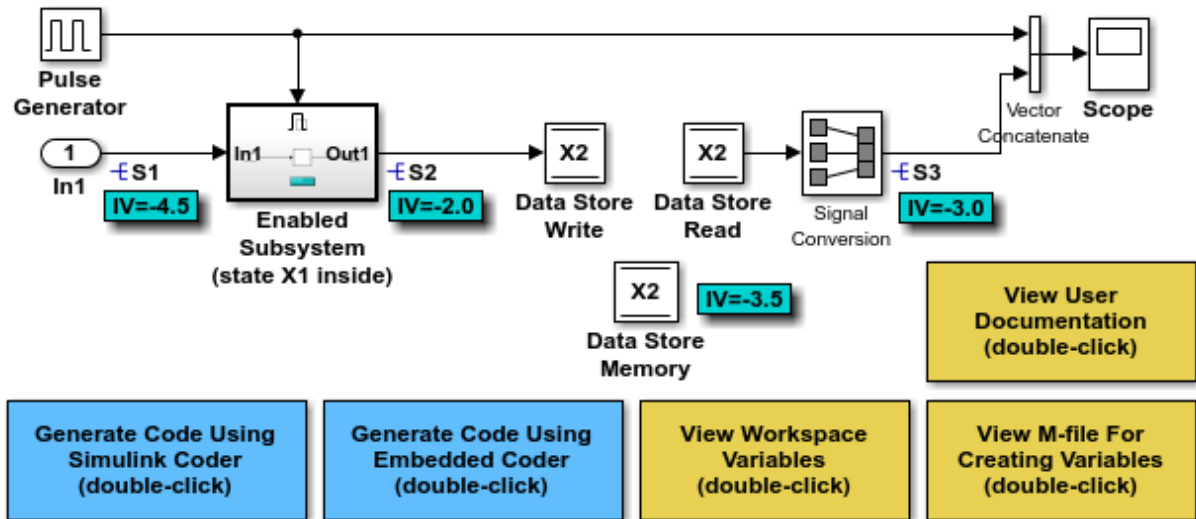 Pulse
Generator
1
In1
S1
IV=-4.5
In1
Out1
Enabled
Subsystem
(state X1 inside)
S2
IV=-2.0
X2
Data Store
Write
X2
Data Store
Read
Signal
Conversion
S3
IV=-3.0
Vector
Concatenate
Scope
X2
IV=-3.5
Data Store
Memory
View User
Documentation
(double-click)
Generate Code Using
Simulink Coder
(double-click)
Generate Code Using
Embedded Coder
(double-click)
View Workspace
Variables
(double-click)
View M-file For
Creating Variables
(double-click)